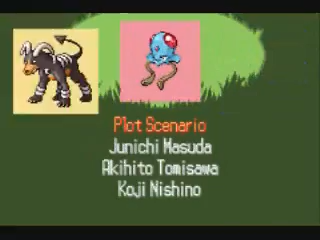 Plot Scenario
Junichi Masuda
Akihito Tomisawa
Koji Nishino